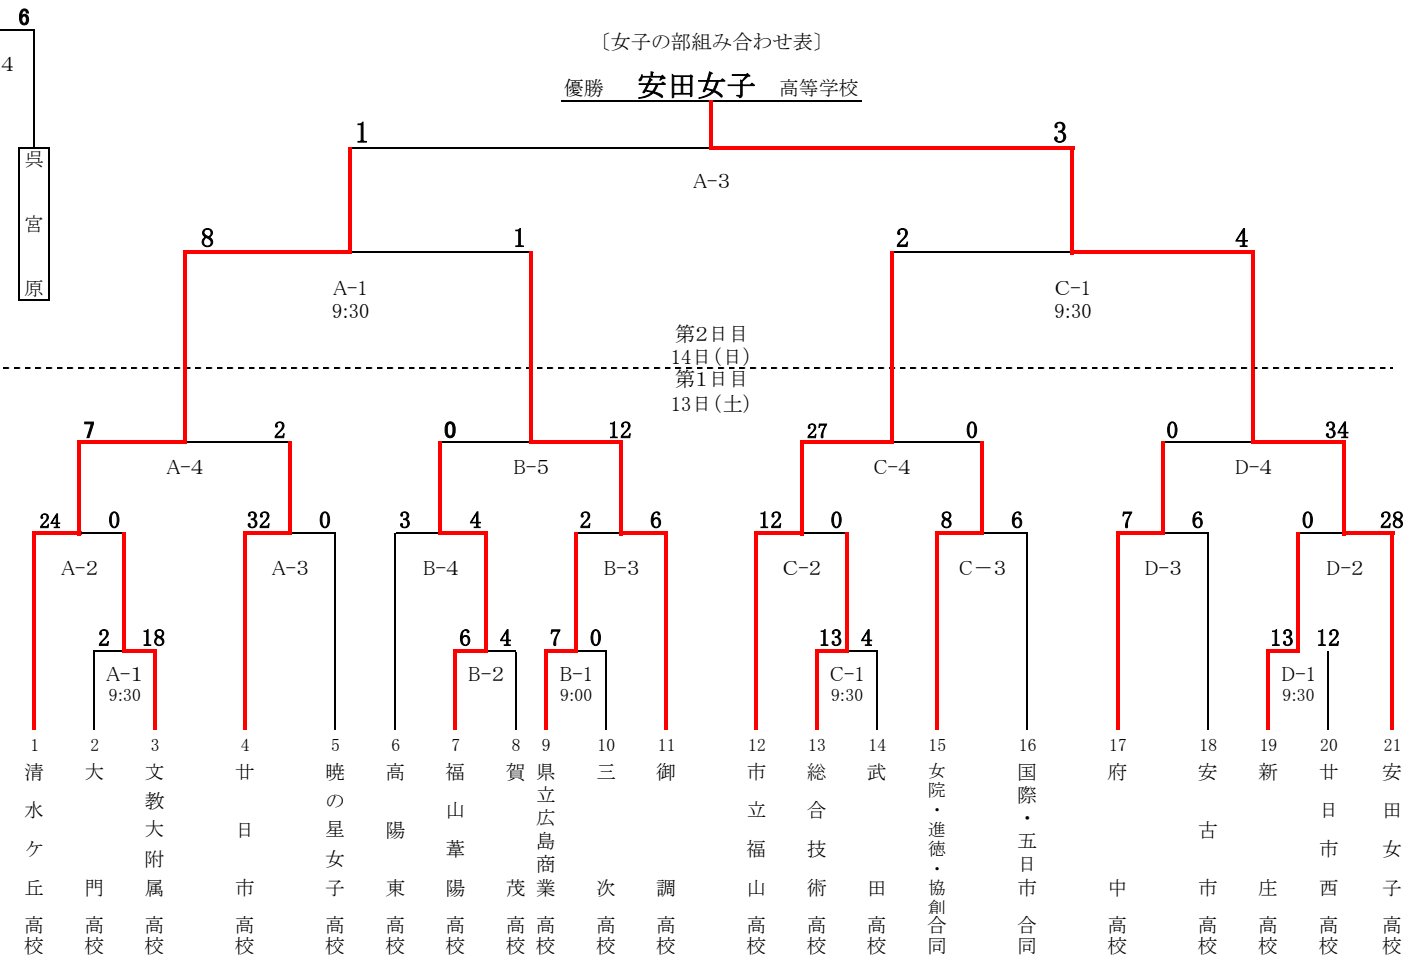 6
4
呉宮原
〔女子の部組み合わせ表〕
優勝 安田女子 高等学校
1 3
A-3
8 1 2 4
A-1 C-1
9:30 9:30
第2日目
14日(日)
第1日目
13日(土)
7 2 0 12 27 0 0 34
A-4 B-5 C-4 D-4
24 0 32 0 3 4 2 6 12 0 8 6 7 6 0 28
A-2 A-3 B-4 B-3 C-2 C－3 D-3 D-2
2 18 6 4 7 0 13 4 13 12
A-1 B-2 B-1 C-1 D-1
9:30 9:00 9:30 9:30
1 清水ケ丘 高校
2 大門 高校
3 文教大附属 高校
4 廿日市 高校
5 暁の星女子 高校
6 高陽東 高校
7 福山葦陽 高校
8 賀茂 高校
9 県立広島商業 高校
10 三次 高校
11 御調 高校
12 市立福山 高校
13 総合技術 高校
14 武田 高校
15 女院・進徳・協創合同
16 国際・五日市 合同
17 府中 高校
18 安古市 高校
19 新庄 高校
20 廿日市西 高校
21 安田女子 高校